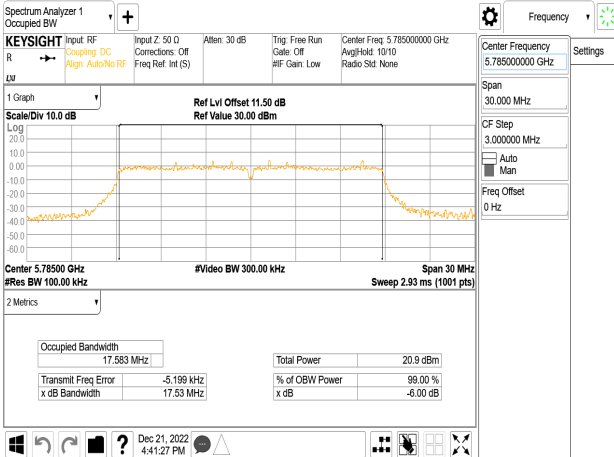 Spectrum Analyzer 1
Occupied BW
Frequency
Settings
KEYSIGHT
R
LXI
Input: RF
Coupling: DC
Align: Auto/No RF
Input Z: 50 Ω
Corrections: Off
Freq Ref: Int (S)
Atten: 30 dB
Trig: Free Run
Gate: Off
#IF Gain: Low
Center Freq: 5.785000000 GHz
Avg|Hold: 10/10
Radio Std: None
Center Frequency
5.785000000 GHz
Span
30.000 MHz
CF Step
3.000000 MHz
Auto
Man
Freq Offset
0 Hz
1 Graph
Scale/Div 10.0 dB
Ref Lvl Offset 11.50 dB
Ref Value 30.00 dBm
Log
20.0
10.0
0.00
-10.0
-20.0
-30.0
-40.0
-50.0
-60.0
Center 5.78500 GHz
#Res BW 100.00 kHz
#Video BW 300.00 kHz
Span 30 MHz
Sweep 2.93 ms (1001 pts)
2 Metrics
Occupied Bandwidth
17.583 MHz
Transmit Freq Error -5.199 kHz
x dB Bandwidth 17.53 MHz
Total Power 20.9 dBm
% of OBW Power 99.00 %
x dB -6.00 dB
?
Dec 21, 2022
4:41:27 PM